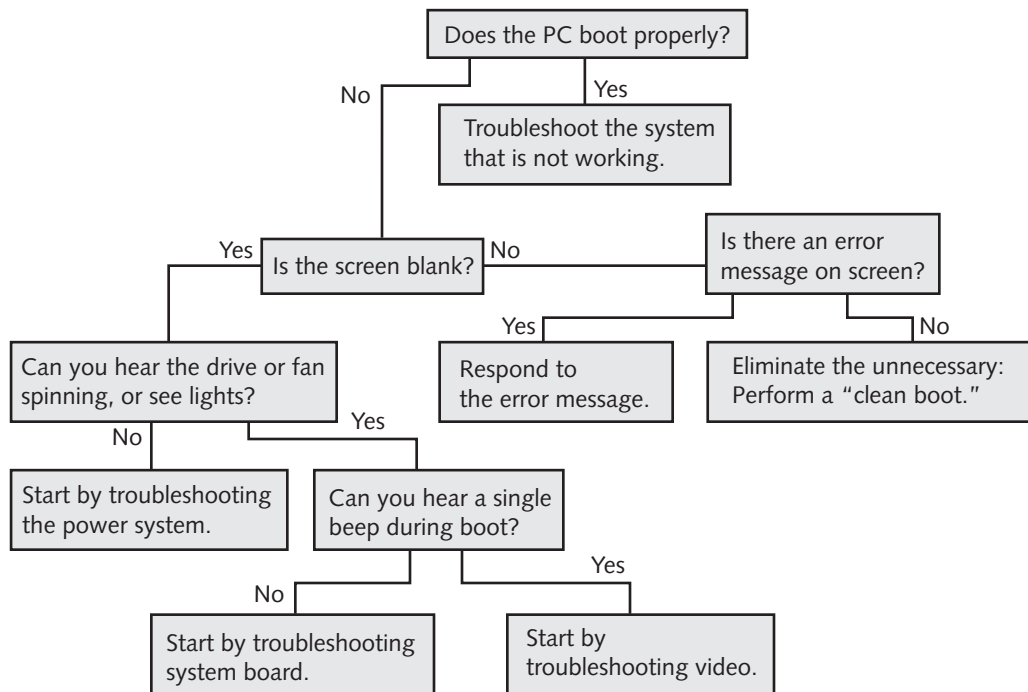 Does the PC boot properly?
No
Yes
Troubleshoot the system
that is not working.
Yes
Is the screen blank?
No
Is there an error
message on screen?
Yes
No
Can you hear the drive or fan
spinning, or see lights?
Respond to
the error message.
Eliminate the unnecessary:
Perform a “clean boot.”
No
Yes
Start by troubleshooting
the power system.
Can you hear a single
beep during boot?
No
Yes
Start by troubleshooting
system board.
Start by
troubleshooting video.